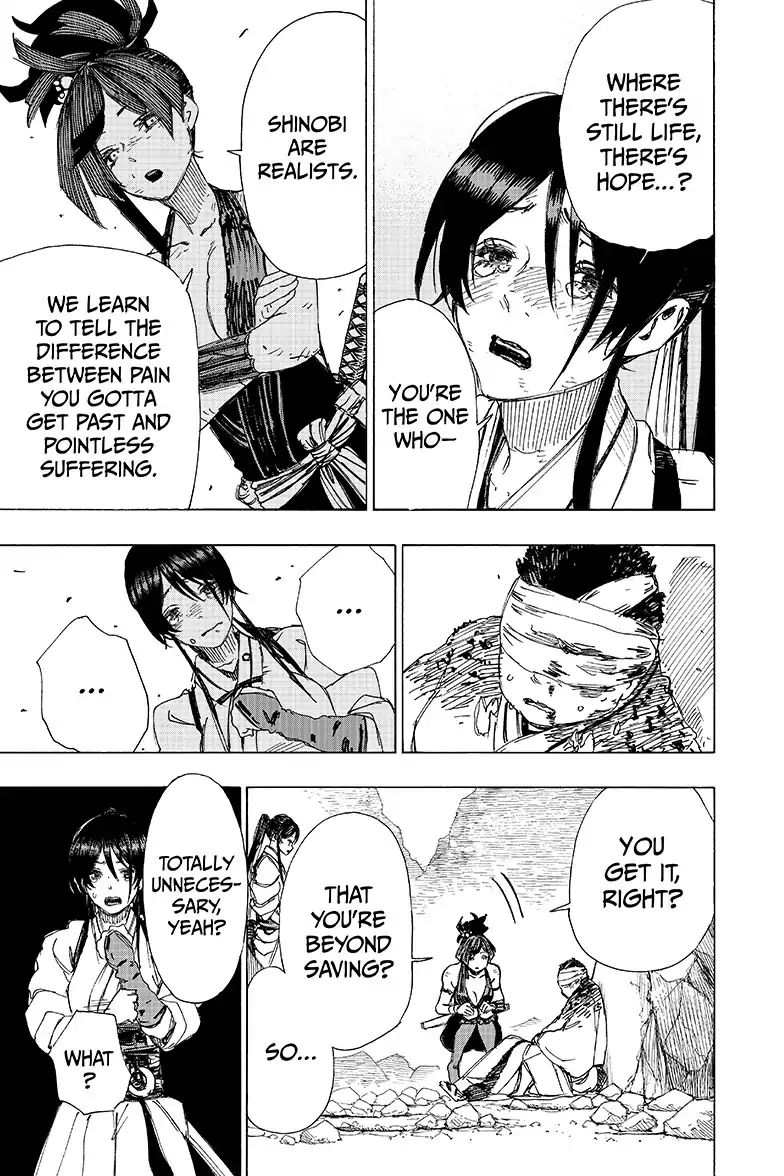 WHERE
THERE'S
STILL LIFE,
THERE'S
HOPE...?
YOU'RE
THE ONE
WHO—
SHINOBI
ARE
REALISTS.
WE LEARN
TO TELL THE
DIFFERENCE
BETWEEN PAIN
YOU GOTTA
GET PAST AND
POINTLESS
SUFFERING.
...
...
YOU
GET IT,
RIGHT?
THAT
YOU'RE
BEYOND
SAVING?
SO...
TOTALLY
UNNECES-
SARY,
YEAH?
WHAT
?